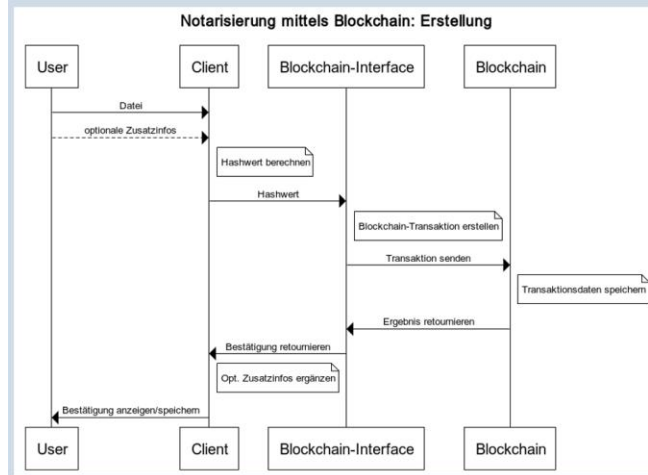 Notarisierung mittels Blockchain: Erstellung
User
Client
Blockchain-Interface
Blockchain
Datei
optionale Zusatzinfos
Hashwert berechnen
Hashwert
Blockchain-Transaktion erstellen
Transaktion senden
Transaktionsdaten speichern
Ergebnis retournieren
Bestätigung retournieren
Opt. Zusatzinfos ergänzen
Bestätigung anzeigen/speichern
User
Client
Blockchain-Interface
Blockchain